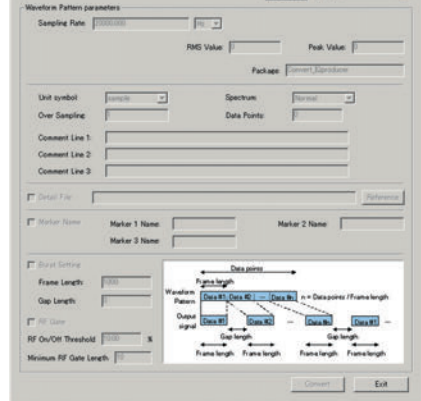 Waveform Pattern parameters
Sampling Rate:
Hz
RMS Value: Peak Value:
Package: Convert_IQproducer
Unit symbol: sample Spectrum: Normal
Over Sampling: Data Points:
Comment Line 1:
Comment Line 2:
Comment Line 3:
Detail File Reference
Marker Name Marker 1 Name: Marker 2 Name:
Marker 3 Name:
Burst Setting
Frame Length:
Gap Length:
RF Gate
RF On/Off Threshold %
Minimum RF Gate Length
Data points
Frame length
Waveform Pattern Data #1 Data #2 ... Data #n n = Data points / Frame length
Output signal Data #1 Data #2 ... Data #n Data #1 ...
Gap length Gap length
Frame length Frame length Frame length Frame length
Convert Exit